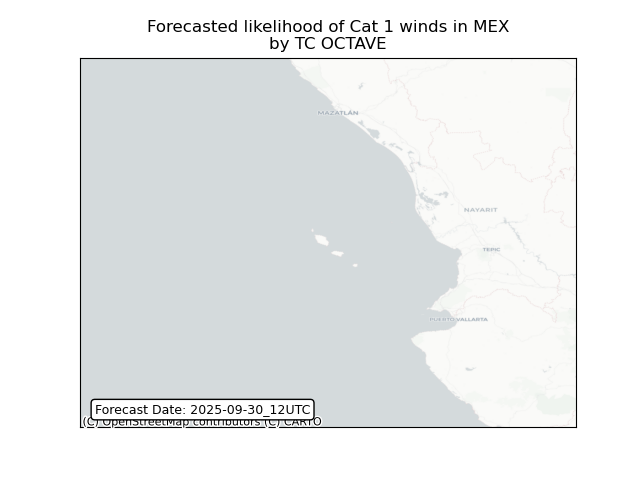 Forecasted likelihood of Cat 1 winds in MEX
by TC OCTAVE
MAZATLÁN
NAYARIT
TEPIC
PUERTO VALLARTA
Forecast Date: 2025-09-30_12UTC
(C) OpenStreetMap contributors (C) CARTO